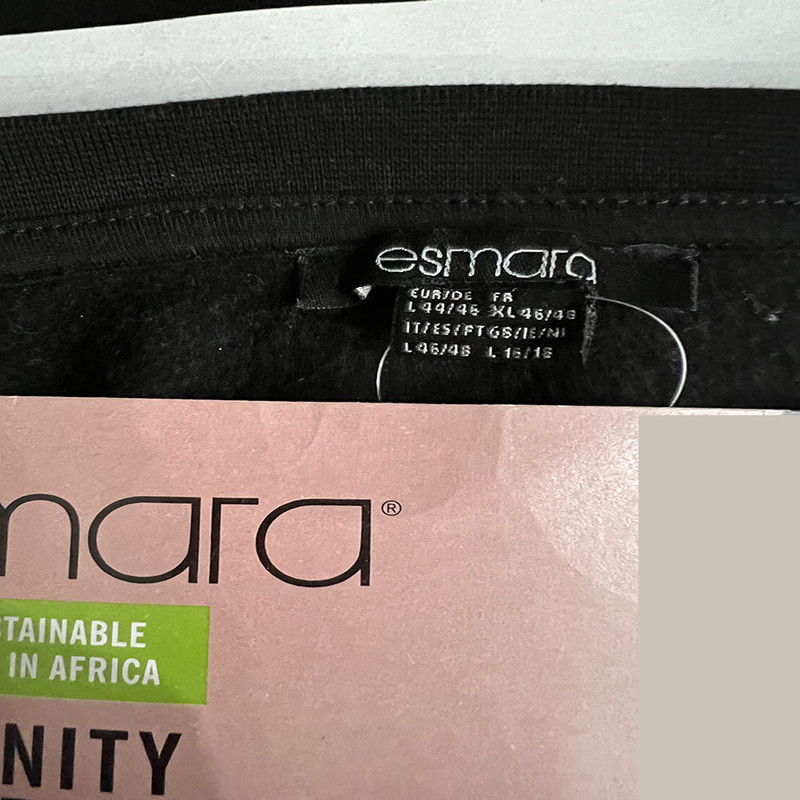 esmara
EUR/DE FR
L 44/46 XL 46/48
IT/ES/PT GB/IE/NI
L 46/48 L 16/18
mara®
STAINABLE
IN AFRICA
NITY